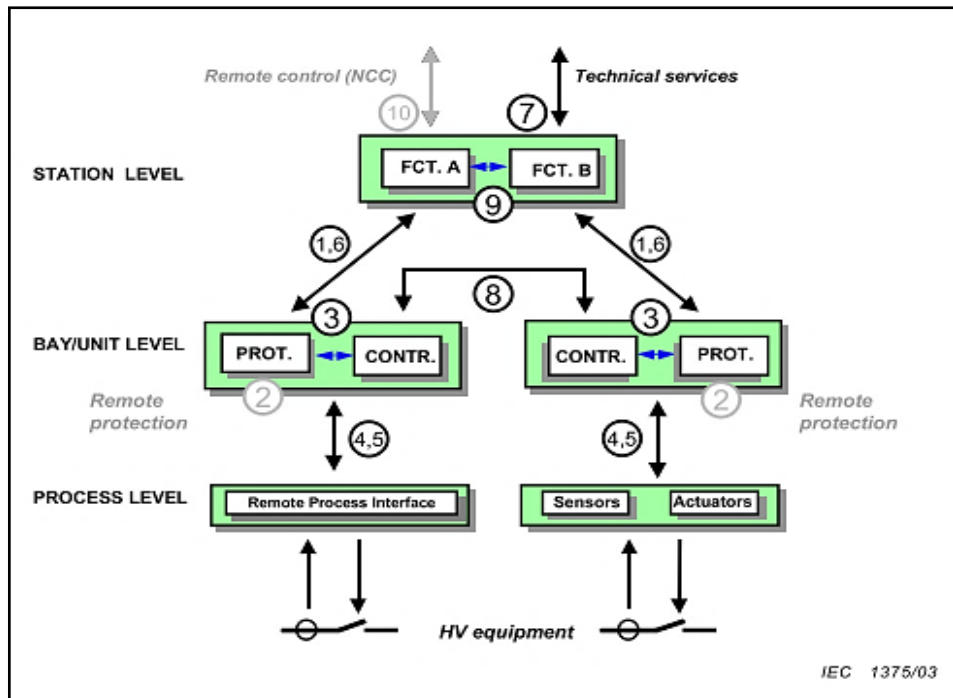 Remote control (NCC)
Technical services
10
7
STATION LEVEL
FCT. A
FCT. B
9
1,6
1,6
8
3
3
BAY/UNIT LEVEL
PROT.
CONTR.
CONTR.
PROT.
2
2
Remote
protection
Remote
protection
4,5
4,5
PROCESS LEVEL
Remote Process Interface
Sensors
Actuators
HV equipment
IEC 1375/03